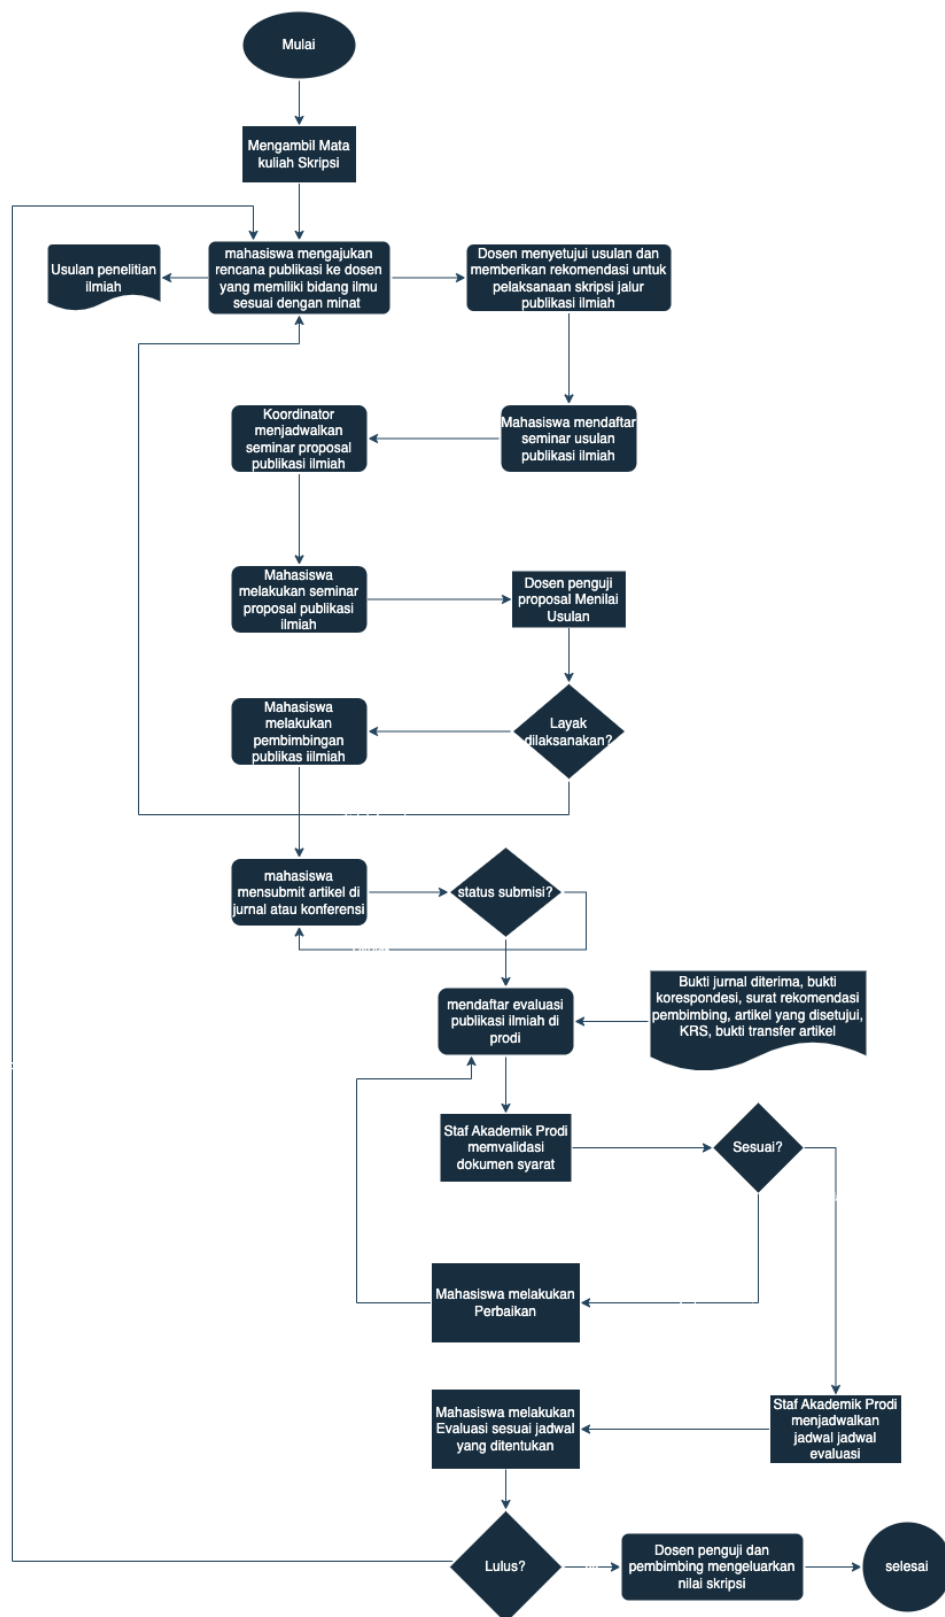 Mulai
Mengambil Mata
kuliah Skripsi
mahasiswa mengajukan
rencana publikasi ke dosen
yang memiliki bidang ilmu
sesuai dengan minat
Usulan penelitian
ilmiah
Dosen menyetujui usulan dan
memberikan rekomendasi untuk
pelaksanaan skripsi jalur
publikasi ilmiah
Mahasiswa mendaftar
seminar usulan
publikasi ilmiah
Koordinator
menjadwalkan
seminar proposal
publikasi ilmiah
Mahasiswa
melakukan seminar
proposal publikasi
ilmiah
Dosen penguji
proposal Menilai
Usulan
Layak
dilaksanakan?
Mahasiswa
melakukan
pembimbingan
publikas iilmiah
mahasiswa
mensubmit artikel di
jurnal atau konferensi
status submisi?
mendaftar evaluasi
publikasi ilmiah di
prodi
Bukti jurnal diterima, bukti
korespondesi, surat rekomendasi
pembimbing, artikel yang disetujui,
KRS, bukti transfer artikel
Staf Akademik Prodi
memvalidasi
dokumen syarat
Sesuai?
Mahasiswa melakukan
Perbaikan
Staf Akademik Prodi
menjadwalkan
jadwal jadwal
evaluasi
Mahasiswa melakukan
Evaluasi sesuai jadwal
yang ditentukan
Lulus?
Dosen penguji dan
pembimbing mengeluarkan
nilai skripsi
selesai